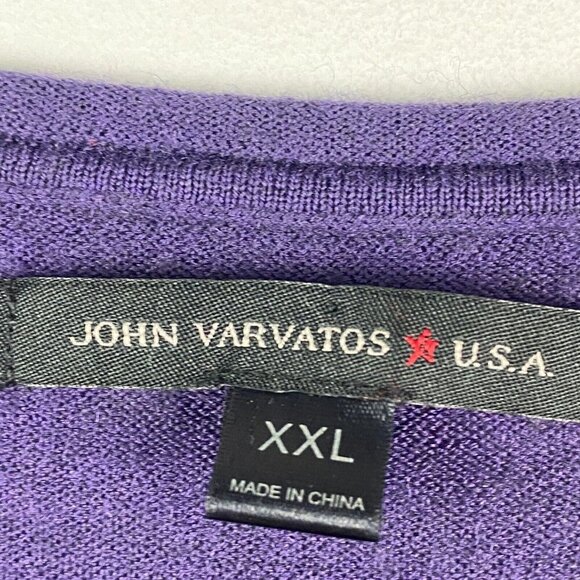 JOHN VARVATOS ★ U.S.A.
XXL
MADE IN CHINA